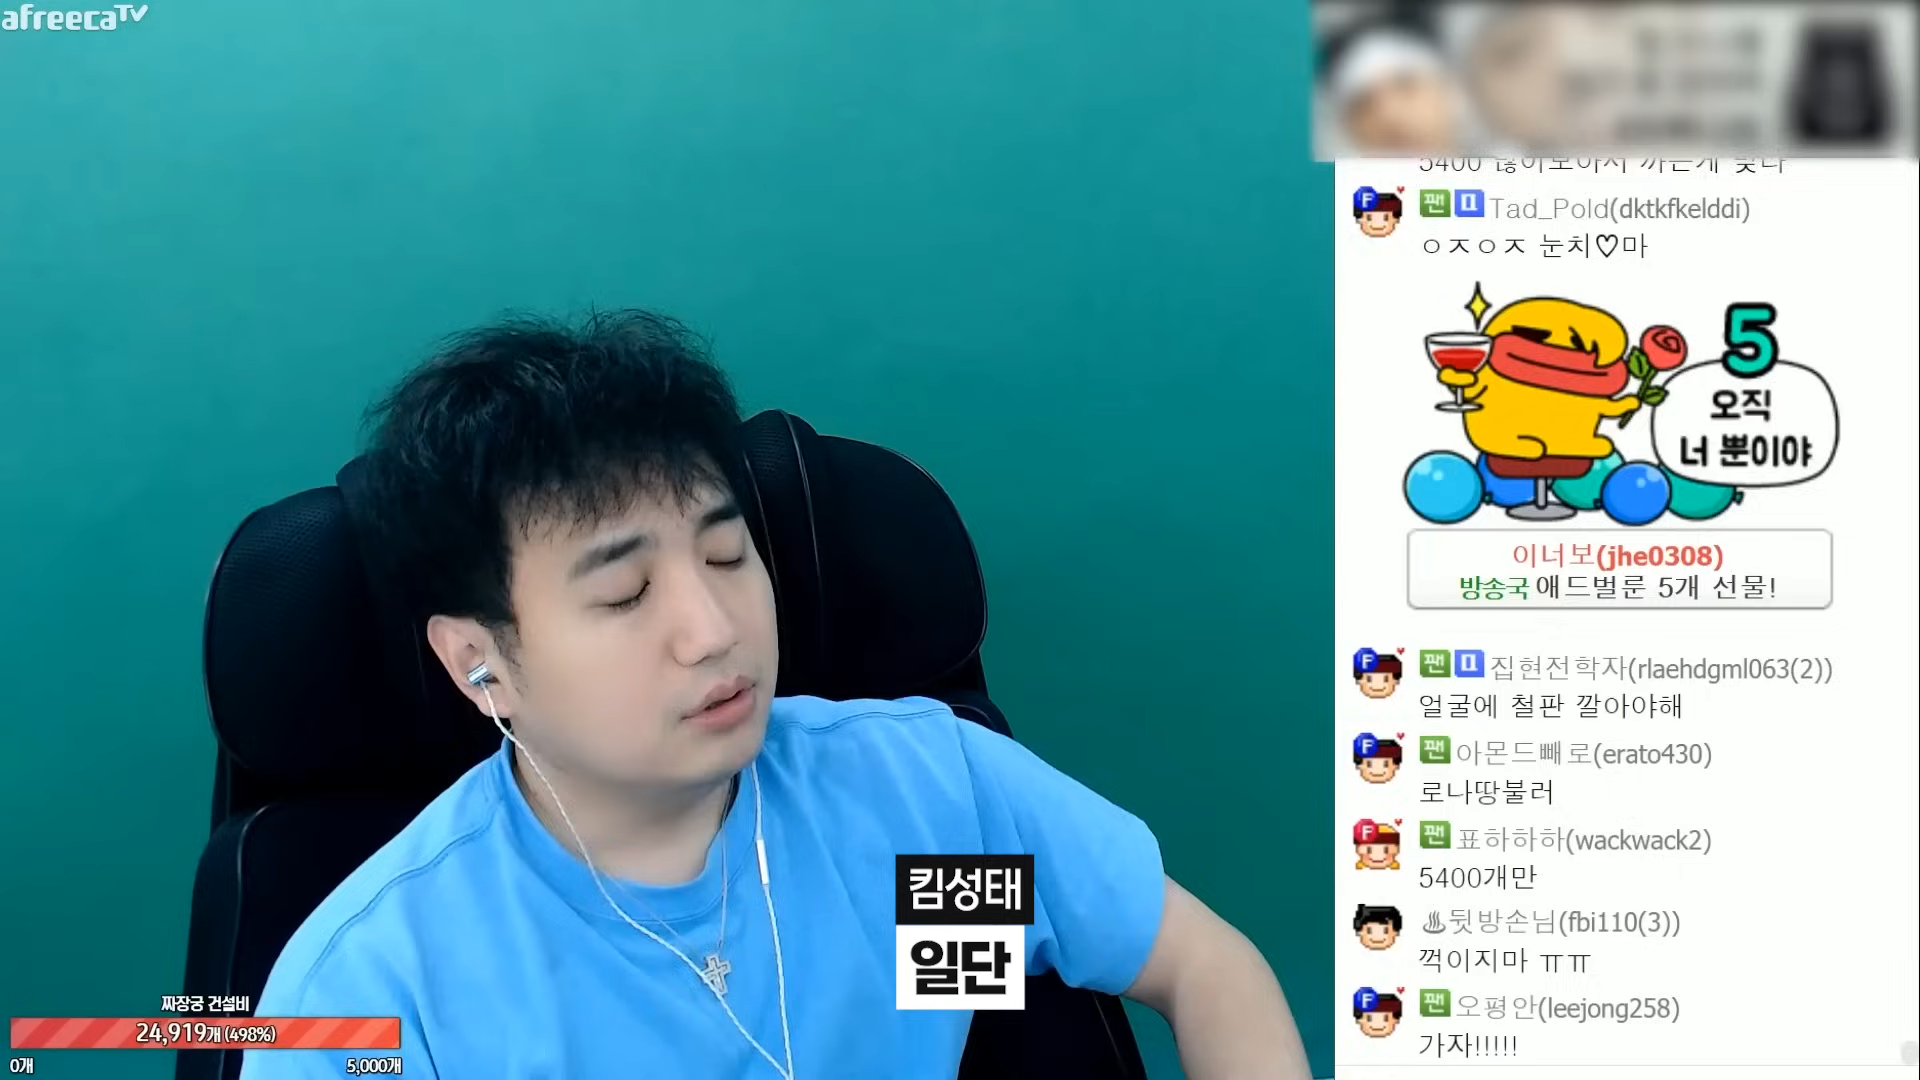 afreecaTV
Tad_Pold(dktkfkelddi)
ㅇㅈㅇㅈ 눈치♡마
5
오직
너 뿐이야
이너보(jhe0308)
방송국 애드벌룬 5개 선물!
집현전학자(rlaehdgml063(2))
얼굴에 철판 깔아야해
아몬드빼로(erato430)
로나땅불러
표하하하(wackwack2)
5400개만
♨뒷방손님(fbi110(3))
꺽이지마 ㅠㅠ
오평안(leejong258)
가자!!!!!
킴성태
일단
짜장궁 건설비
24,919개 (498%)
0개
5,000개